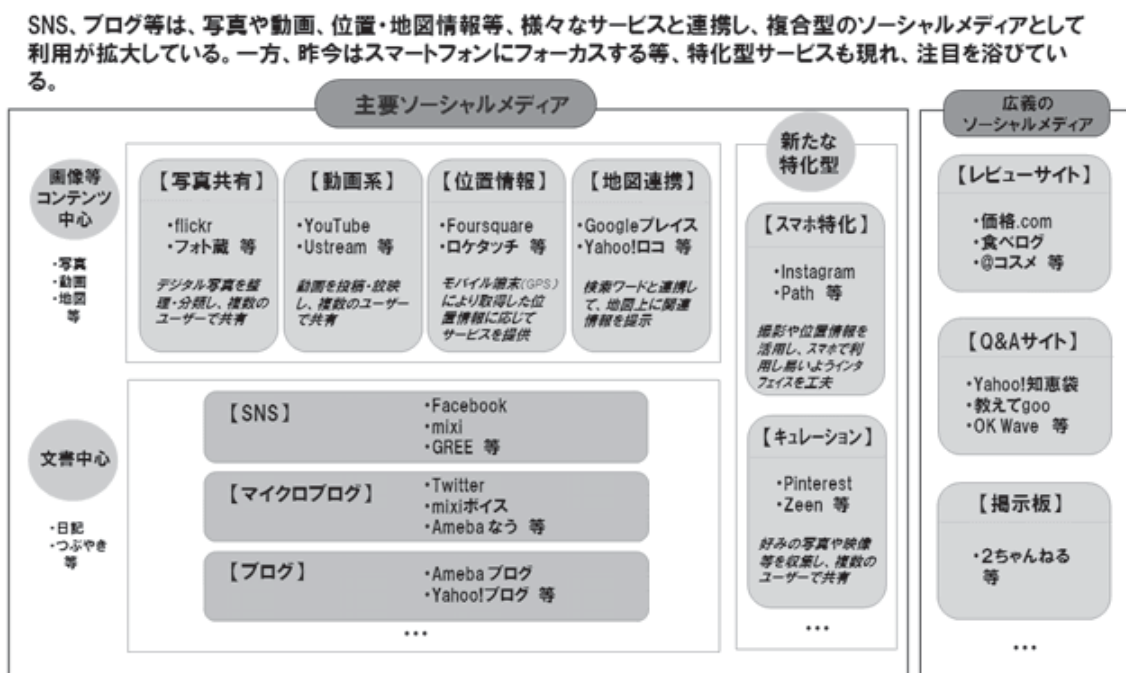 SNS、ブログ等は、写真や動画、位置・地図情報等、様々なサービスと連携し、複合型のソーシャルメディアとして
利用が拡大している。一方、昨今はスマートフォンにフォーカスする等、特化型サービスも現れ、注目を浴びてい
る。
主要ソーシャルメディア
画像等
コンテンツ
中心
・写真
・動画
・地図
等
【写真共有】
・flickr
・フォト蔵 等
デジタル写真を整
理・分類し、複数の
ユーザーで共有
【動画系】
・YouTube
・Ustream 等
動画を投稿・放映
し、複数のユーザー
で共有
【位置情報】
・Foursquare
・ロケタッチ 等
モバイル端末(GPS)
により取得した位
置情報に応じて
サービスを提供
【地図連携】
・Googleプレイス
・Yahoo!ロコ 等
検索ワードと連携し
て、地図上に関連
情報を提示
文書中心
・日記
・つぶやき
等
【SNS】
・Facebook
・mixi
・GREE 等
【マイクロブログ】
・Twitter
・mixiボイス
・Amebaなう 等
【ブログ】
・Amebaブログ
・Yahoo!ブログ 等
…
新たな
特化型
【スマホ特化】
・Instagram
・Path 等
撮影や位置情報を
活用し、スマホで利
用し易いようインタ
フェイスを工夫
【キュレーション】
・Pinterest
・Zeen 等
好みの写真や映像
等を収集し、複数の
ユーザーで共有
…
広義の
ソーシャルメディア
【レビューサイト】
・価格.com
・食べログ
・@コスメ 等
【Q&Aサイト】
・Yahoo!知恵袋
・教えてgoo
・OK Wave 等
【掲示板】
・2ちゃんねる
等
…